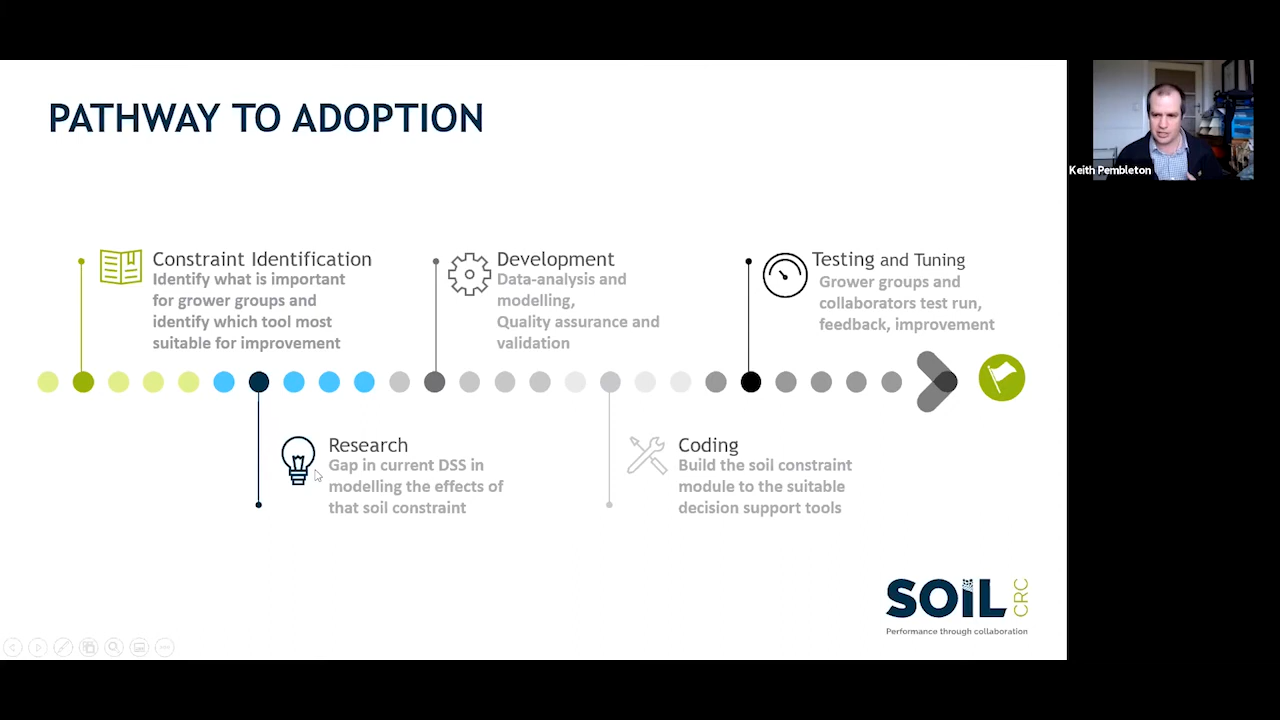 PATHWAY TO ADOPTION
Keith Pembleton
Constraint Identification
Identify what is important
for grower groups and
identify which tool most
suitable for improvement
Development
Data-analysis and
modelling,
Quality assurance and
validation
Testing and Tuning
Grower groups and
collaborators test run,
feedback, improvement
Research
Gap in current DSS in
modelling the effects of
that soil constraint
Coding
Build the soil constraint
module to the suitable
decision support tools
SOIL CRC
Performance through collaboration